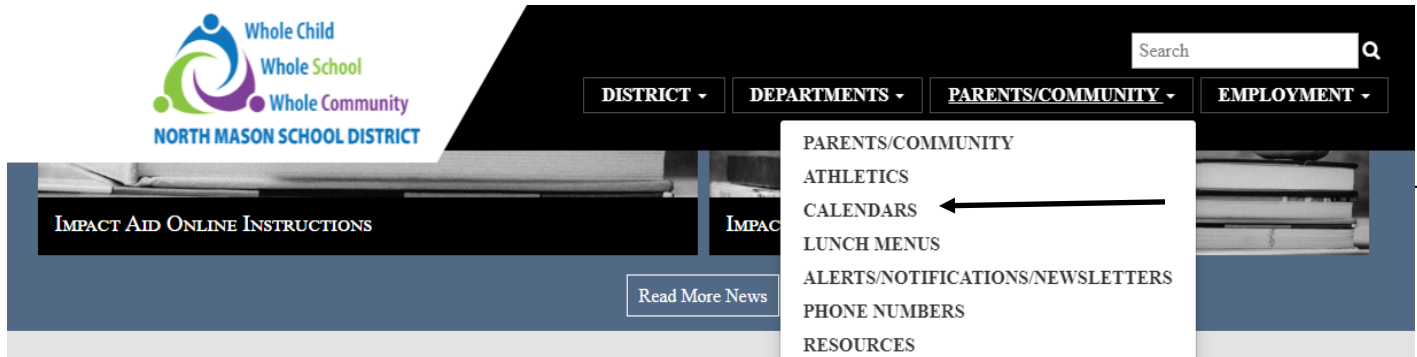 Whole Child
Whole School
Whole Community
NORTH MASON SCHOOL DISTRICT
Search
DISTRICT
DEPARTMENTS
PARENTS/COMMUNITY
EMPLOYMENT
PARENTS/COMMUNITY
ATHLETICS
CALENDARS
LUNCH MENUS
ALERTS/NOTIFICATIONS/NEWSLETTERS
PHONE NUMBERS
RESOURCES
IMPACT AID ONLINE INSTRUCTIONS
IMPAC
Read More News